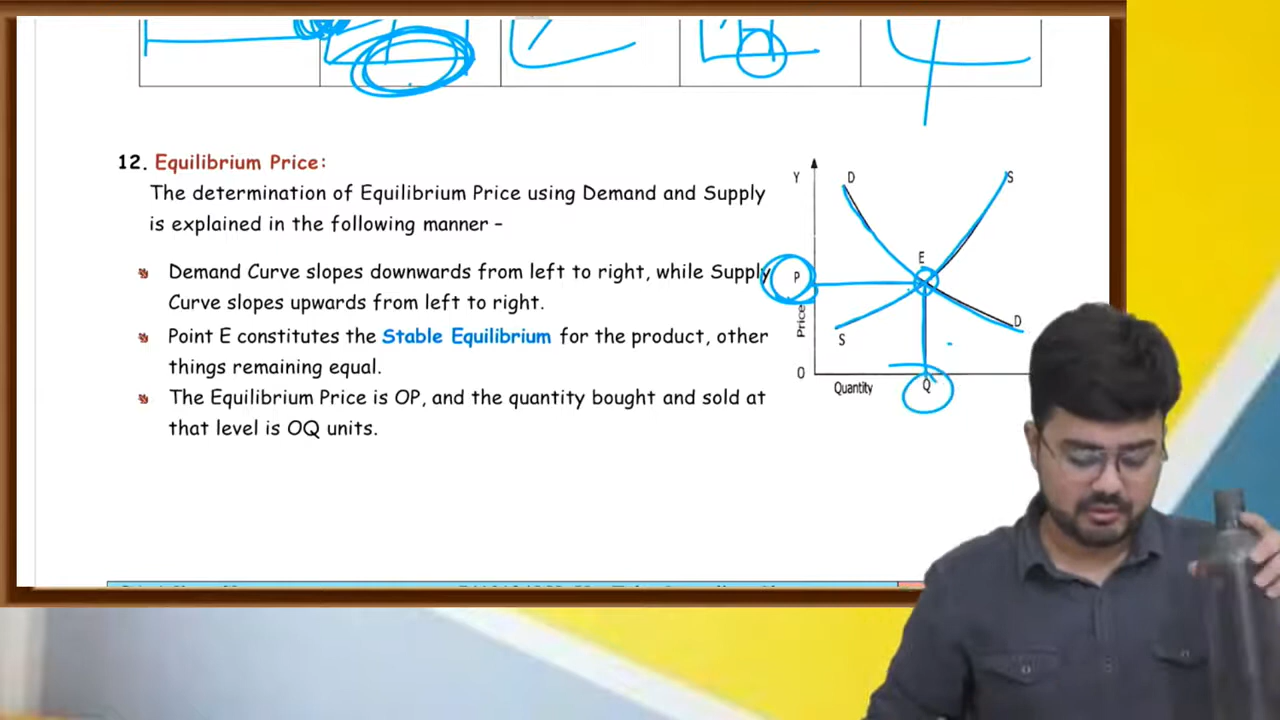 12. Equilibrium Price:
The determination of Equilibrium Price using Demand and Supply
is explained in the following manner –
Demand Curve slopes downwards from left to right, while Supply
Curve slopes upwards from left to right.
Point E constitutes the Stable Equilibrium for the product, other
things remaining equal.
The Equilibrium Price is OP, and the quantity bought and sold at
that level is OQ units.
Y
D
S
E
P
Price
S
D
O
Quantity
Q